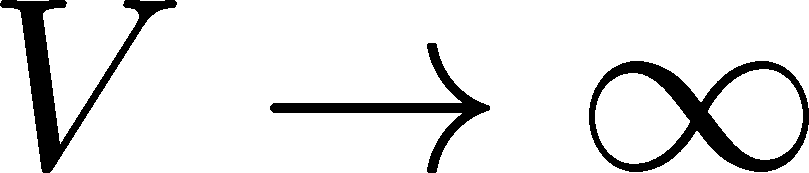 V → ∞